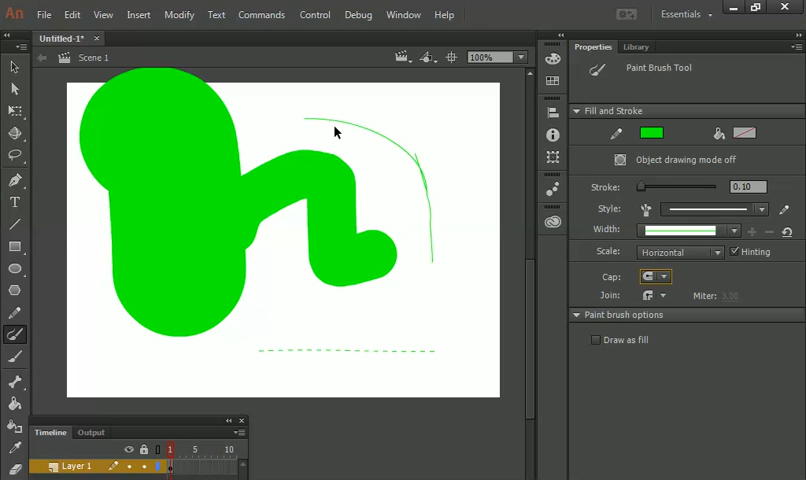 An File Edit View Insert Modify Text Commands Control Debug Window Help Essentials
Untitled-1* ×
Scene 1 100%
Properties Library
Paint Brush Tool
Fill and Stroke
Object drawing mode off
Stroke: 0.10
Style:
Width:
Scale: Horizontal Hinting
Cap:
Join: Miter: 3.00
Paint brush options
Draw as fill
Timeline Output
1 5 10
Layer 1